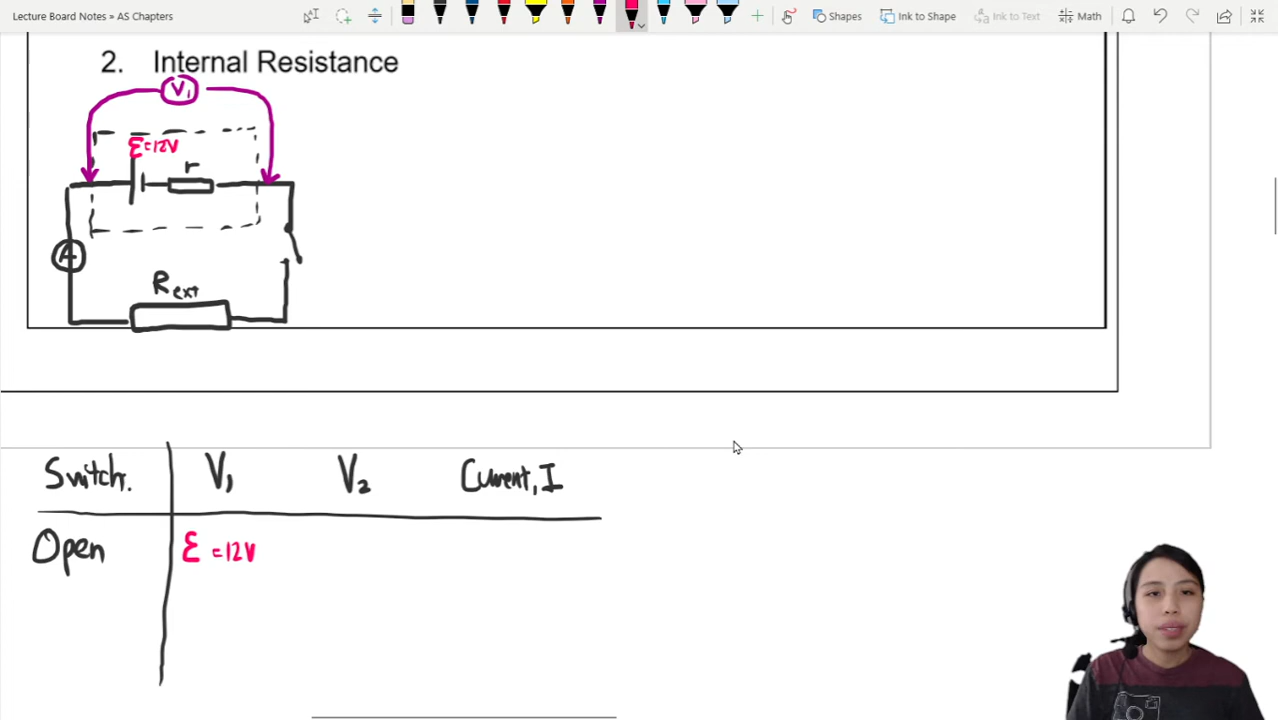 Lecture Board Notes » AS Chapters
Shapes
Ink to Shape
Ink to Text
Math
2. Internal Resistance
V₁
ε=12V
r
A
R ext
Switch. V₁ V₂ Current, I
Open ε =12V